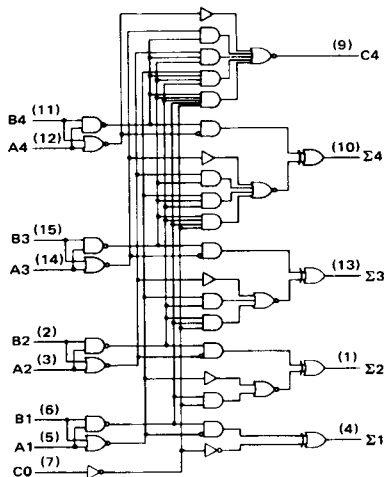 (9)
C4
B4 (11)
A4 (12)
(10)
Σ4
B3 (15)
A3 (14)
(13)
Σ3
B2 (2)
A2 (3)
(1)
Σ2
B1 (6)
A1 (5)
(4)
Σ1
C0 (7)